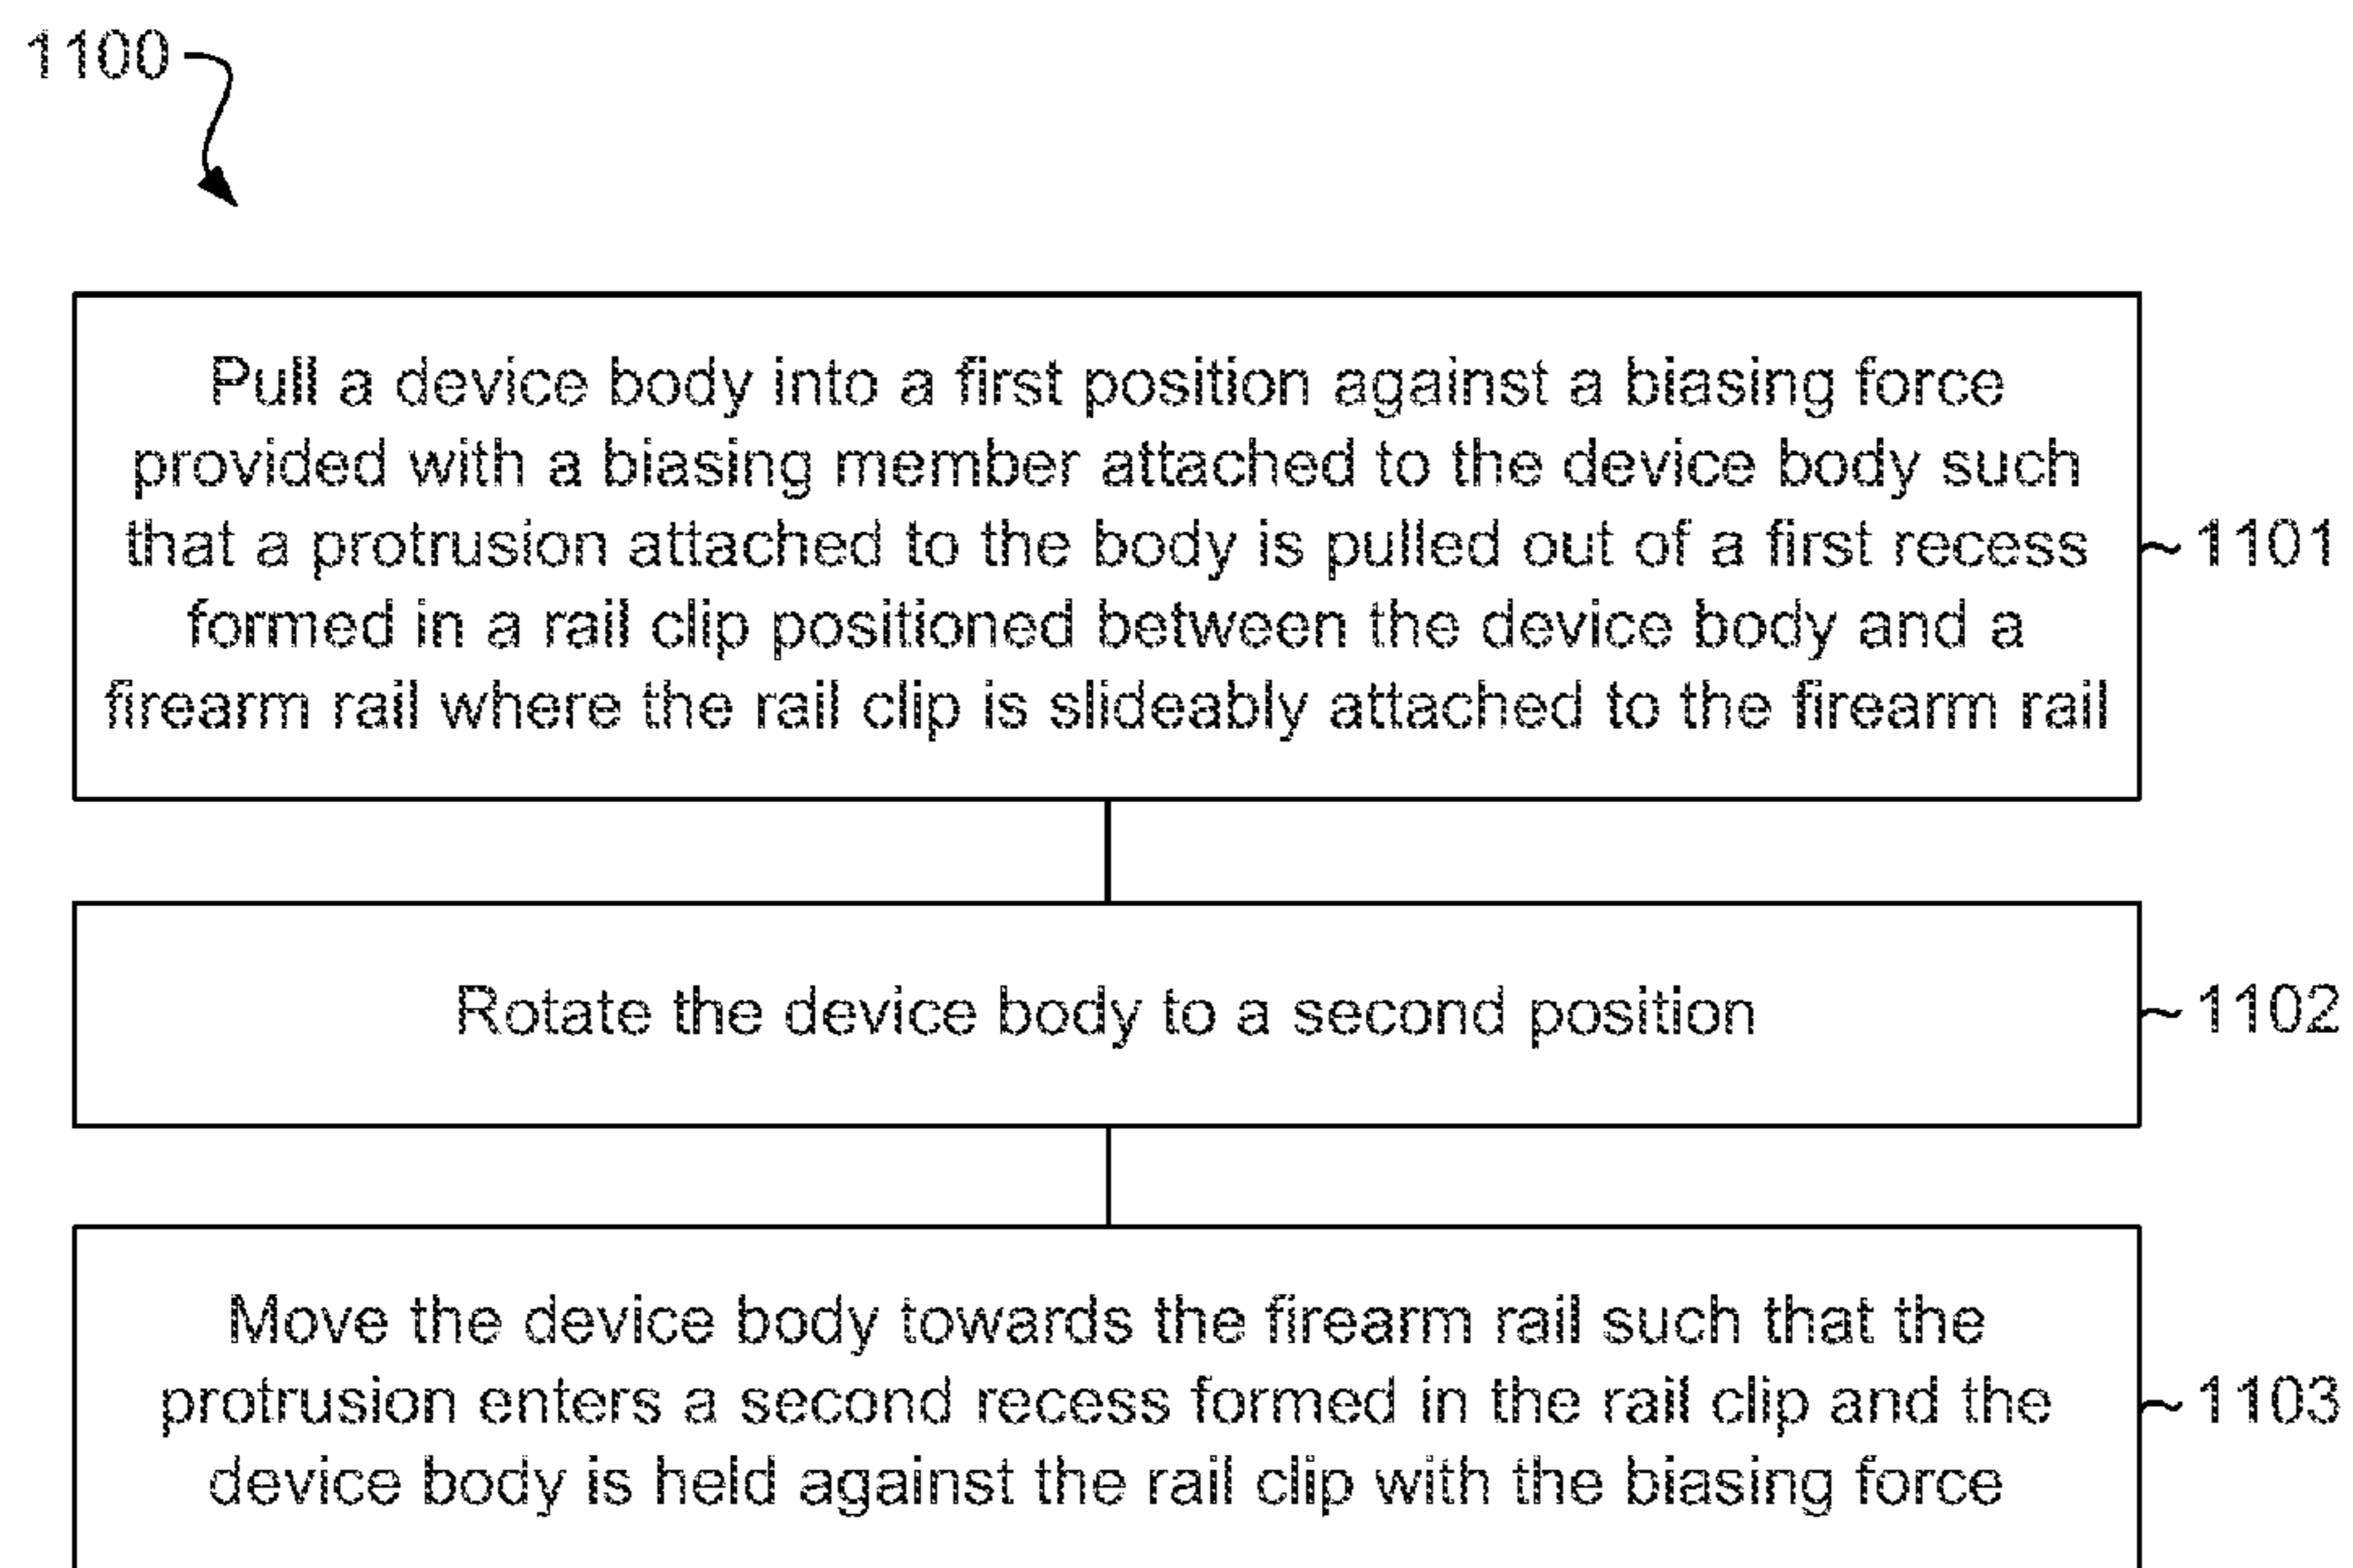 1100
Pull a device body into a first position against a biasing force
provided with a biasing member attached to the device body such
that a protrusion attached to the body is pulled out of a first recess
formed in a rail clip positioned between the device body and a
firearm rail where the rail clip is slideably attached to the firearm rail
1101
Rotate the device body to a second position
1102
Move the device body towards the firearm rail such that the
protrusion enters a second recess formed in the rail clip and the
device body is held against the rail clip with the biasing force
1103